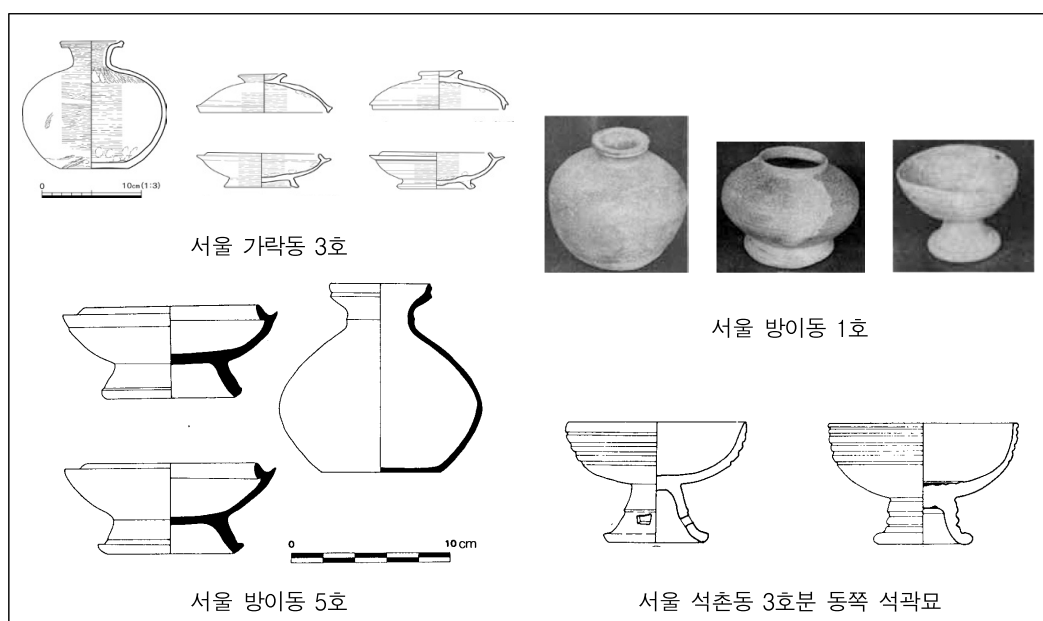 0 10cm(1:3)
서울 가락동 3호
서울 방이동 1호
0 10cm
서울 방이동 5호
서울 석촌동 3호분 동쪽 석곽묘